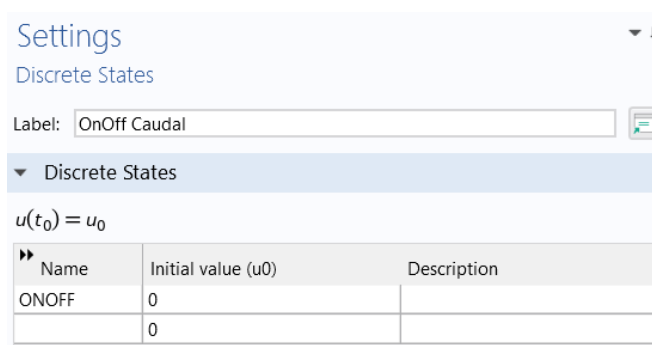 Settings
Discrete States
Label: OnOff Caudal
Discrete States
u(t₀) = u₀
Name Initial value (u0) Description
ONOFF 0
0